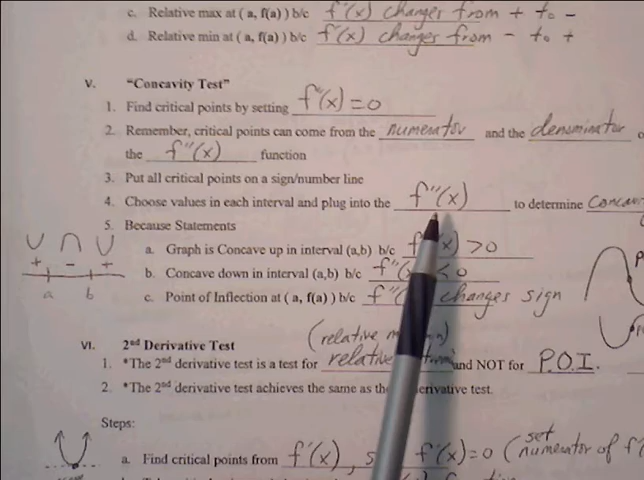 c. Relative max at ( a, f(a) ) b/c f'(x) changes from + to -
d. Relative min at ( a, f(a) ) b/c f'(x) changes from - to +
V. "Concavity Test"
1. Find critical points by setting f"(x) = 0
2. Remember, critical points can come from the numerator and the denominator
the f"(x) function
3. Put all critical points on a sign/number line
4. Choose values in each interval and plug into the f"(x) to determine
5. Because Statements
a. Graph is Concave up in interval (a,b) b/c (x) > 0
+ - +
b. Concave down in interval (a,b) b/c f"(x) < 0
a b
c. Point of Inflection at ( a, f(a) ) b/c f" changes sign
(relative
VI. 2nd Derivative Test
1. *The 2nd derivative test is a test for relative and NOT for P.O.I.
2. *The 2nd derivative test achieves the same as the derivative test.
Steps:
a. Find critical points from f'(x), f'(x) = 0 (set numerator of